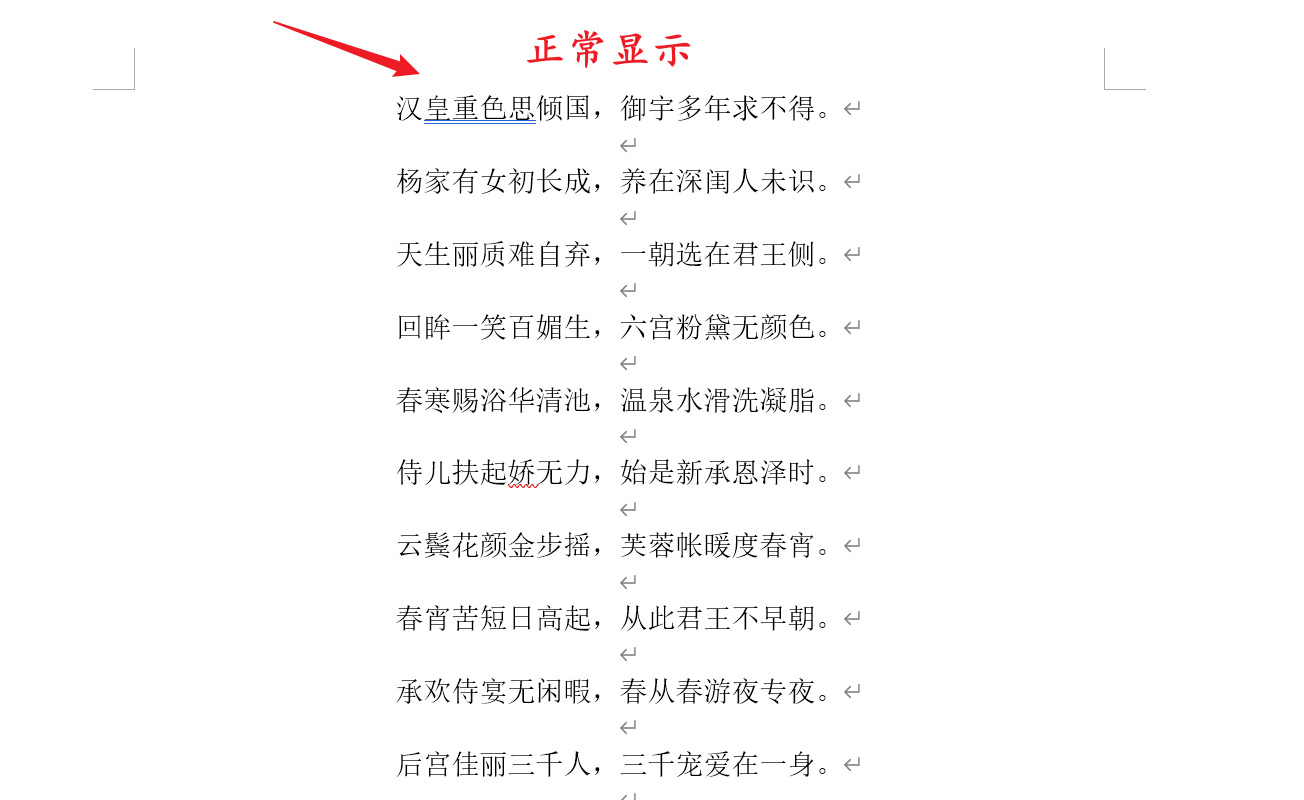 正常显示
汉皇重色思倾国，御宇多年求不得。
杨家有女初长成，养在深闺人未识。
天生丽质难自弃，一朝选在君王侧。
回眸一笑百媚生，六宫粉黛无颜色。
春寒赐浴华清池，温泉水滑洗凝脂。
侍儿扶起娇无力，始是新承恩泽时。
云鬓花颜金步摇，芙蓉帐暖度春宵。
春宵苦短日高起，从此君王不早朝。
承欢侍宴无闲暇，春从春游夜专夜。
后宫佳丽三千人，三千宠爱在一身。